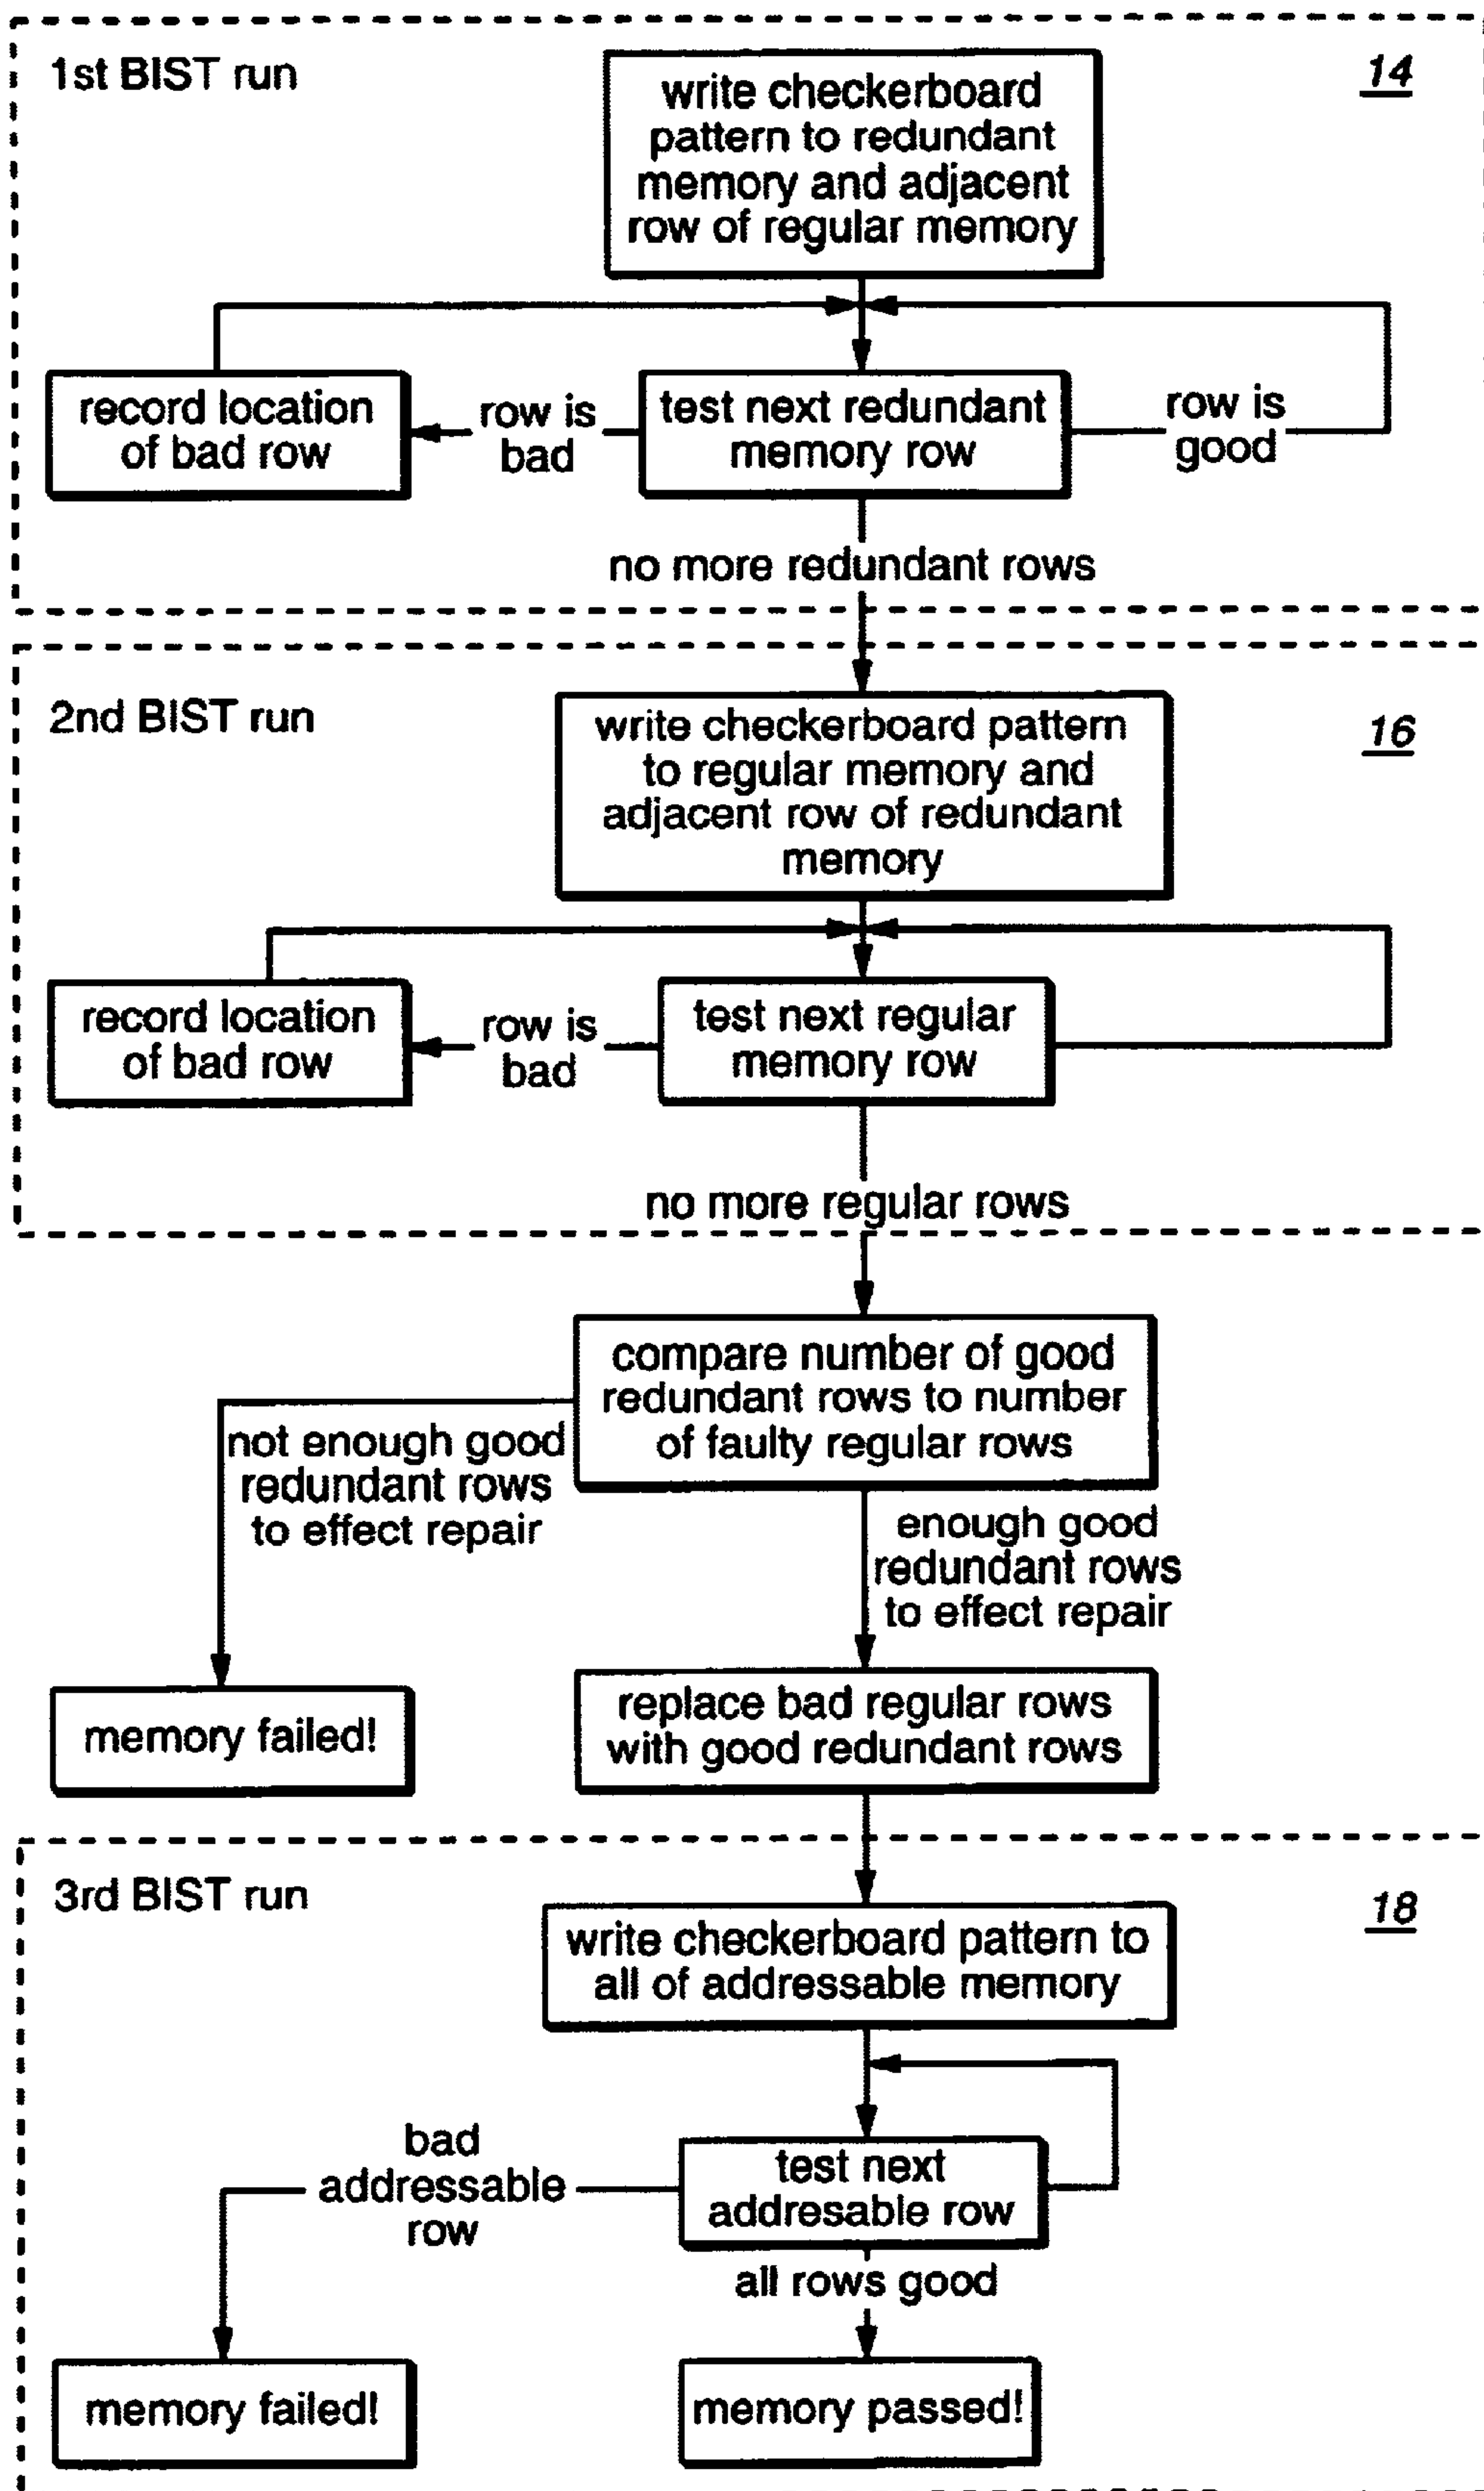 1st BIST run
14
write checkerboard
pattern to redundant
memory and adjacent
row of regular memory
record location
of bad row
row is
bad
test next redundant
memory row
row is
good
no more redundant rows
2nd BIST run
16
write checkerboard pattern
to regular memory and
adjacent row of redundant
memory
record location
of bad row
row is
bad
test next regular
memory row
no more regular rows
compare number of good
redundant rows to number
of faulty regular rows
not enough good
redundant rows
to effect repair
enough good
redundant rows
to effect repair
memory failed!
replace bad regular rows
with good redundant rows
3rd BIST run
18
write checkerboard pattern to
all of addressable memory
bad
addressable
row
test next
addresable row
all rows good
memory failed!
memory passed!